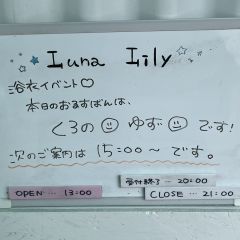 Luna Lily
浴衣イベント♡
本日のおるすばんは、
くろの☺ ゆず☺ です!
次のご案内は 15:00〜 です。
受付終了…20:00
OPEN … 13:00
CLOSE … 21:00